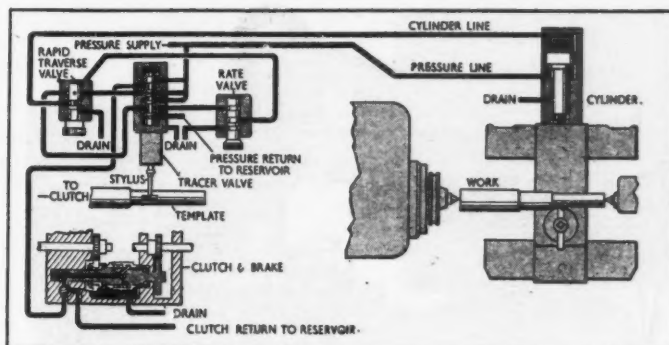 CYLINDER LINE
PRESSURE SUPPLY
RAPID
TRAVERSE
VALVE
RATE
VALVE
PRESSURE LINE
DRAIN
CYLINDER.
DRAIN
DRAIN
PRESSURE RETURN
TO RESERVOIR
STYLUS
TRACER VALVE
TO
CLUTCH
TEMPLATE
WORK
CLUTCH & BRAKE
DRAIN
CLUTCH RETURN TO RESERVOIR.